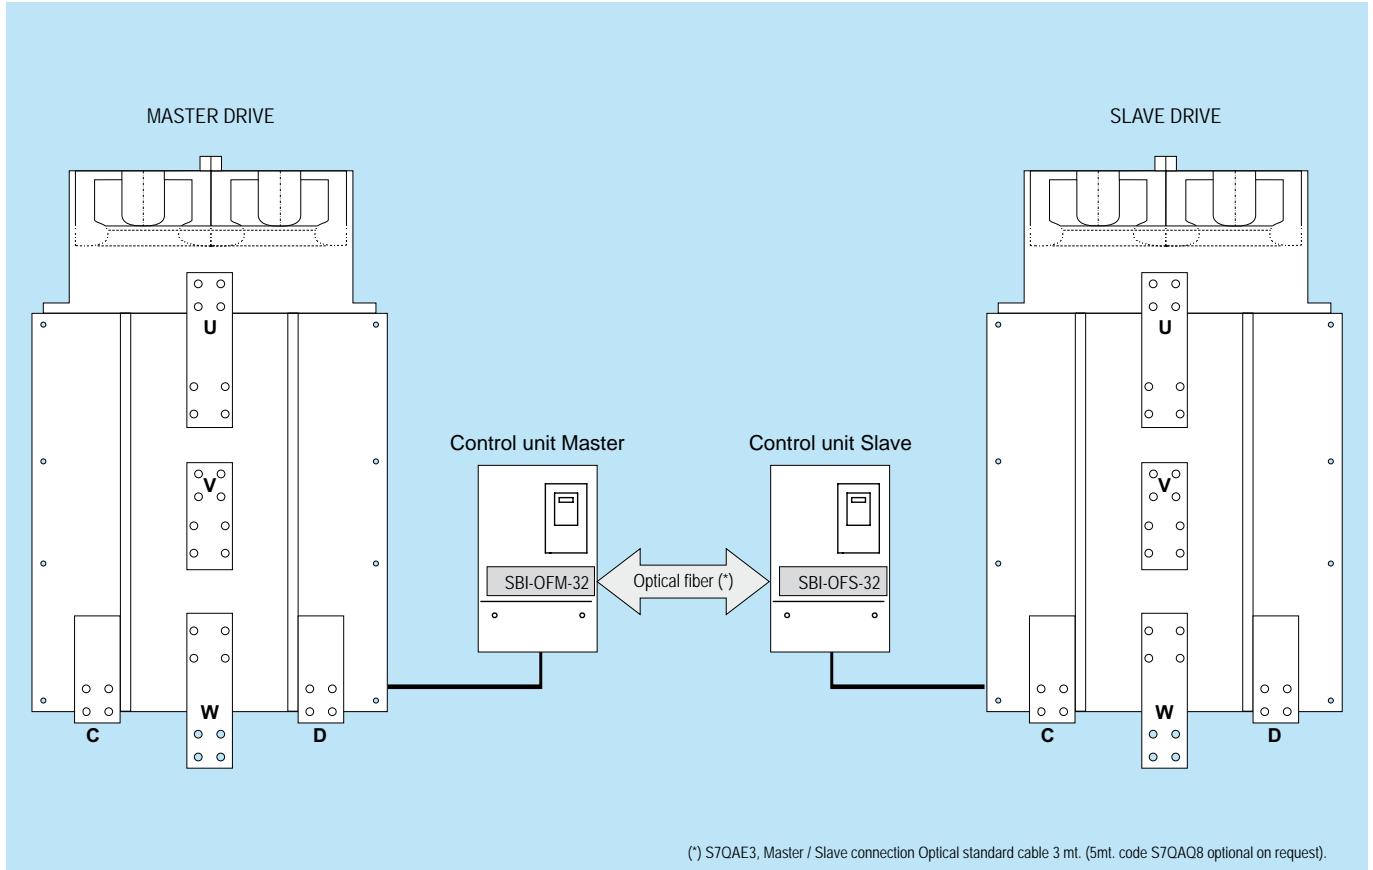 MASTER DRIVE
SLAVE DRIVE
U
U
Control unit Master
Control unit Slave
V
V
SBI-OFM-32
Optical fiber (*)
SBI-OFS-32
W
W
C
D
C
D
(*) S7QAE3, Master / Slave connection Optical standard cable 3 mt. (5mt. code S7QAQ8 optional on request).